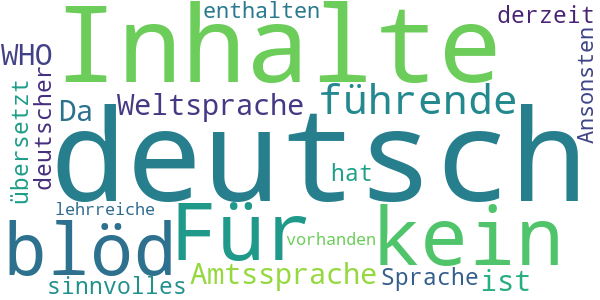 enthalten
derzeit
WHO
Inhalte
Ansonsten
übersetzt
deutscher
Da
Weltsprache
führende
deutsch
hat
lehrreiche
blöd
Für
vorhanden
kein
sinnvolles
Amtssprache
Sprache
ist